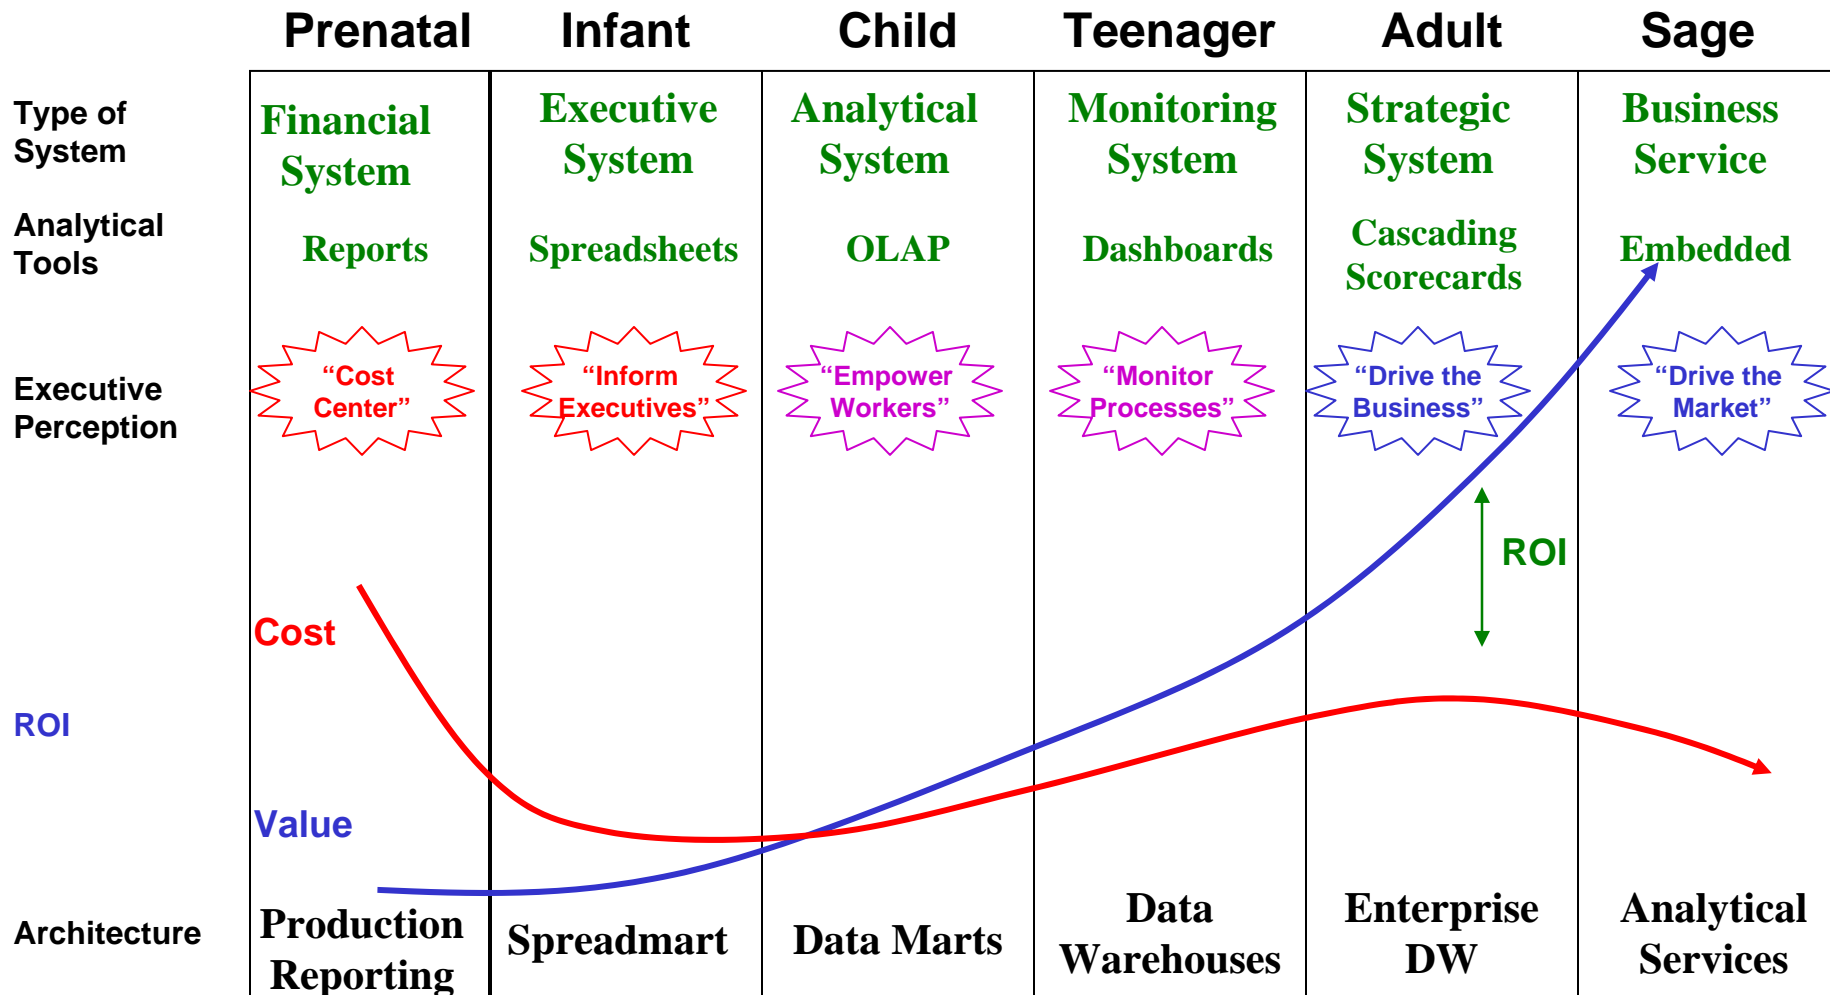 Prenatal Infant Child Teenager Adult Sage
Type of
System
Financial
System
Executive
System
Analytical
System
Monitoring
System
Strategic
System
Business
Service
Analytical
Tools
Reports
Spreadsheets
OLAP
Dashboards
Cascading
Scorecards
Embedded
Executive
Perception
“Cost
Center”
“Inform
Executives”
“Empower
Workers”
“Monitor
Processes”
“Drive the
Business”
“Drive the
Market”
ROI
Cost
ROI
Value
Architecture
Production
Reporting
Spreadmart
Data Marts
Data
Warehouses
Enterprise
DW
Analytical
Services